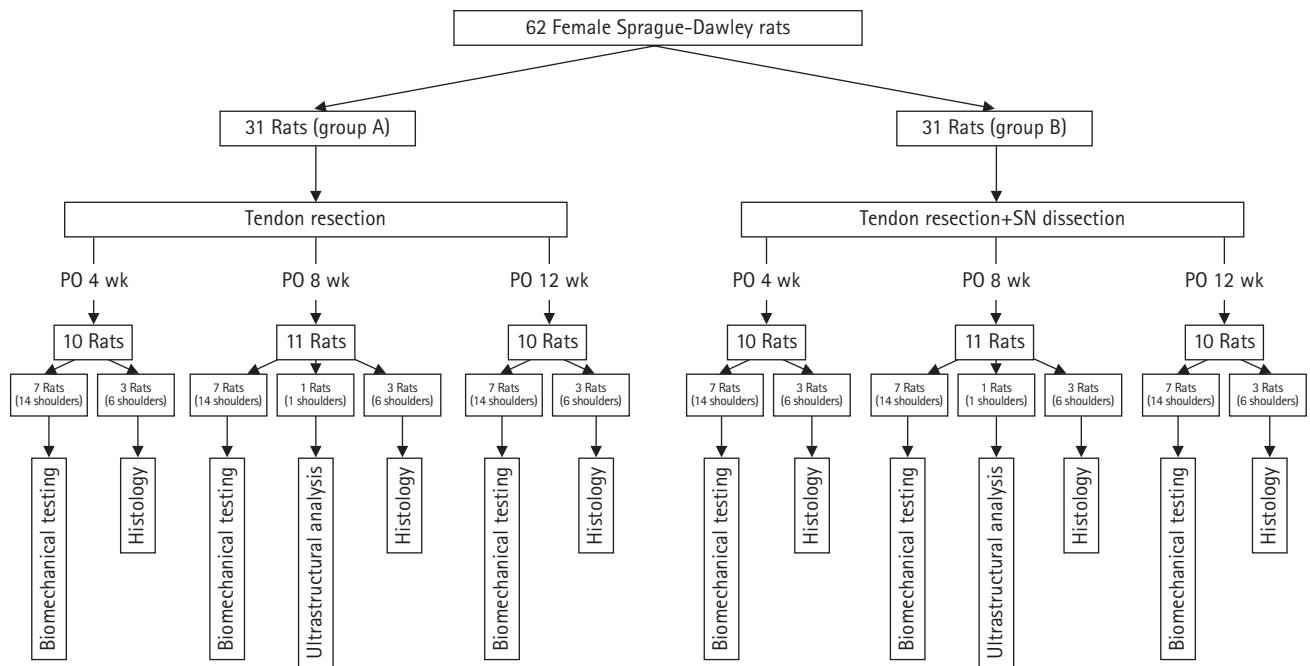 62 Female Sprague-Dawley rats
31 Rats (group A)
31 Rats (group B)
Tendon resection
Tendon resection+SN dissection
PO 4 wk
PO 8 wk
PO 12 wk
PO 4 wk
PO 8 wk
PO 12 wk
10 Rats
11 Rats
10 Rats
10 Rats
11 Rats
10 Rats
7 Rats
(14 shoulders)
3 Rats
(6 shoulders)
7 Rats
(14 shoulders)
1 Rats
(1 shoulders)
3 Rats
(6 shoulders)
7 Rats
(14 shoulders)
3 Rats
(6 shoulders)
7 Rats
(14 shoulders)
3 Rats
(6 shoulders)
7 Rats
(14 shoulders)
1 Rats
(1 shoulders)
3 Rats
(6 shoulders)
7 Rats
(14 shoulders)
3 Rats
(6 shoulders)
Biomechanical testing
Histology
Biomechanical testing
Ultrastructural analysis
Histology
Biomechanical testing
Histology
Biomechanical testing
Histology
Biomechanical testing
Ultrastructural analysis
Histology
Biomechanical testing
Histology